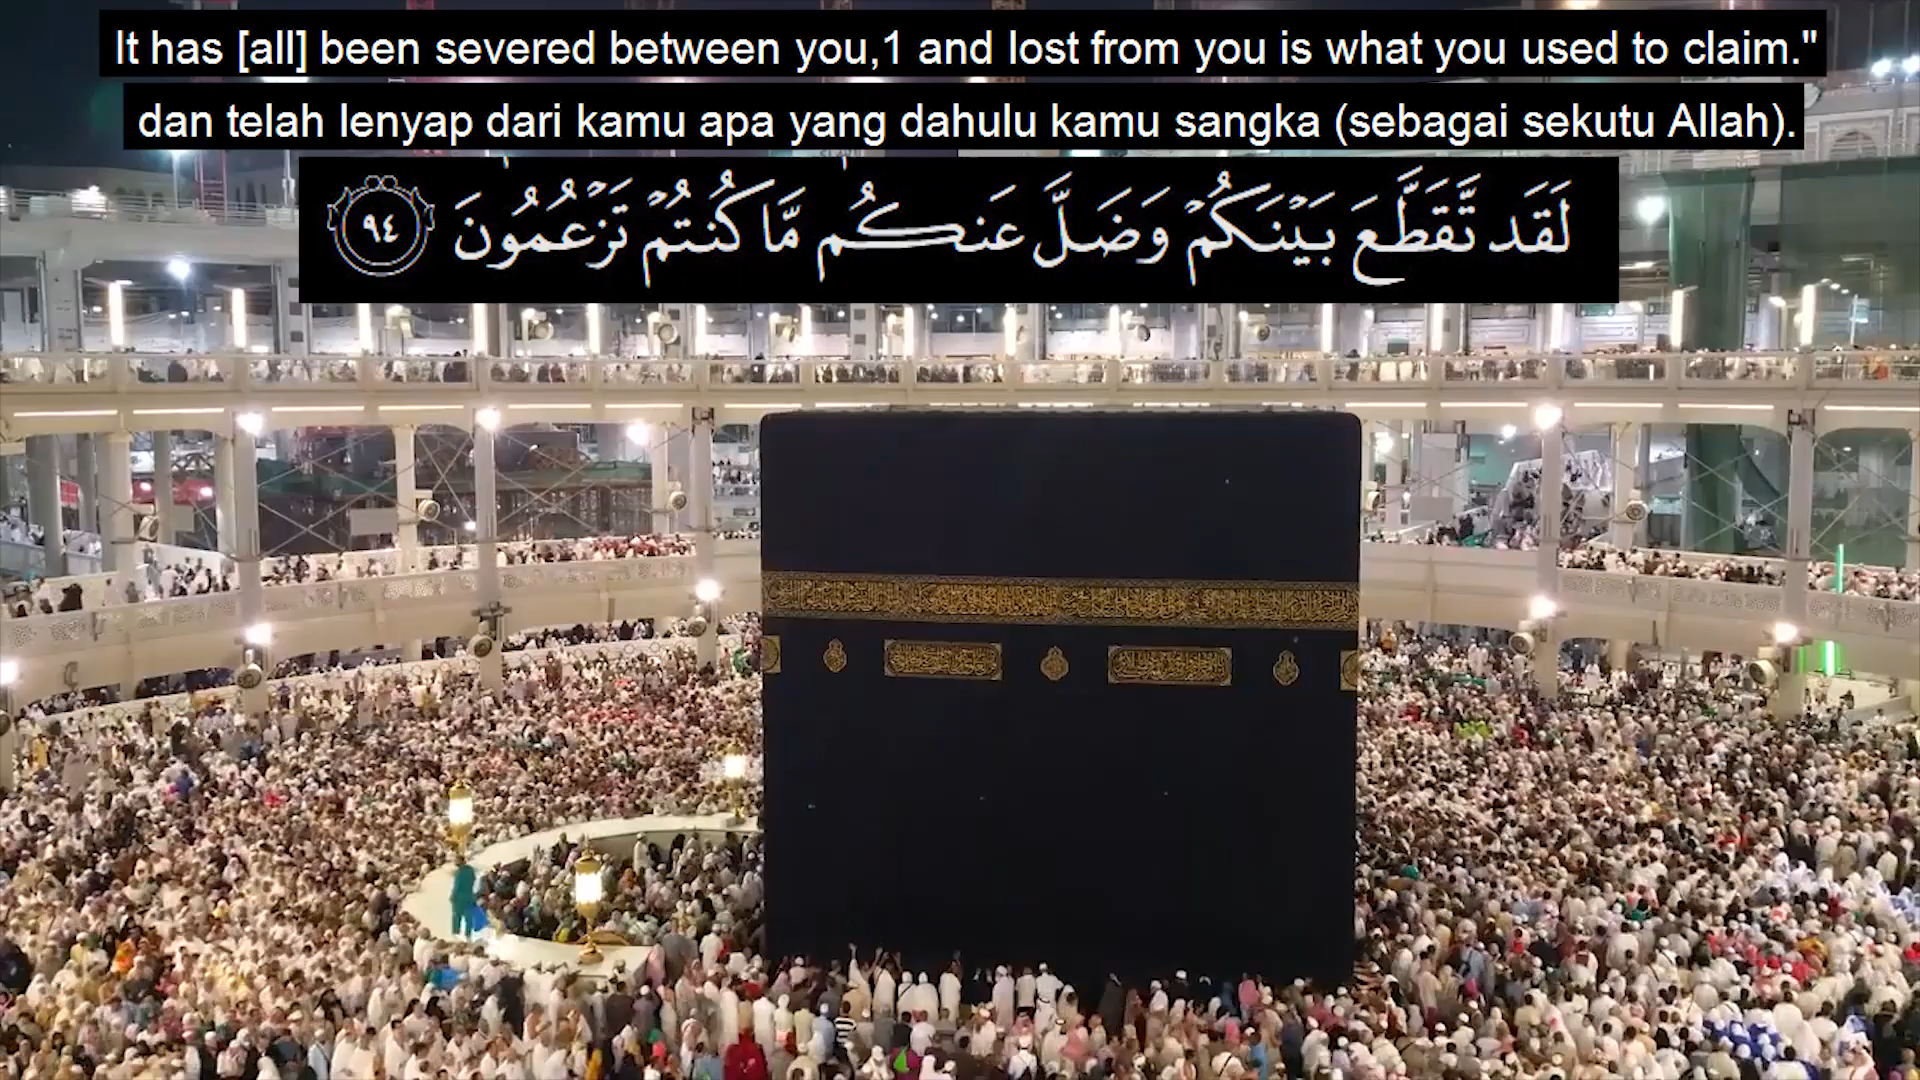 It has [all] been severed between you,1 and lost from you is what you used to claim."
dan telah lenyap dari kamu apa yang dahulu kamu sangka (sebagai sekutu Allah).
لَقَد تَّقَطَّعَ بَيْنَكُمْ وَضَلَّ عَنكُم مَّا كُنتُمْ تَزْعُمُونَ ٩٤